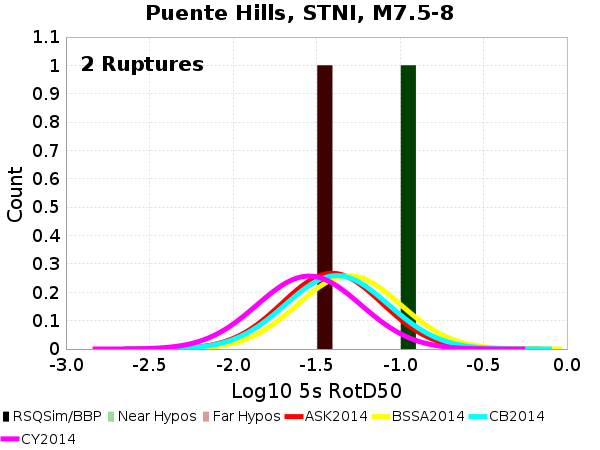 Puente Hills, STNI, M7.5-8
1.1
2 Ruptures
1
0.9
0.8
0.7
0.6
0.5
0.4
0.3
0.2
0.1
0
Count
-3.0 -2.5 -2.0 -1.5 -1.0 -0.5 0.0
Log10 5s RotD50
RSQSim/BBP Near Hypos Far Hypos ASK2014 BSSA2014 CB2014
CY2014